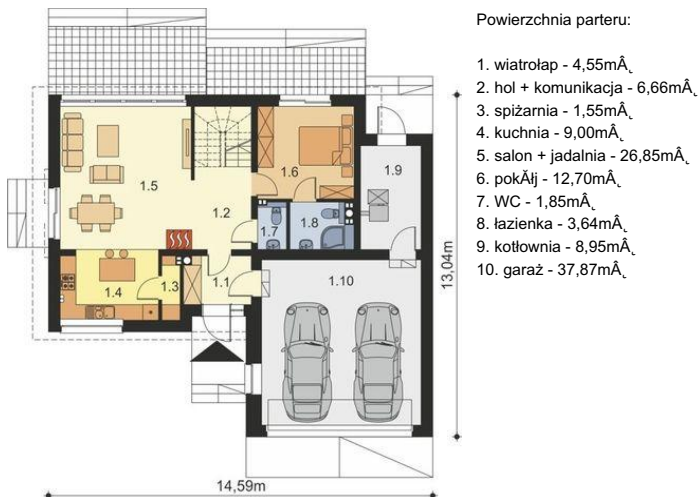 Powierzchnia parteru:
1. wiatrołap - 4,55mÂ˛
2. hol + komunikacja - 6,66mÂ˛
3. spiżarnia - 1,55mÂ˛
4. kuchnia - 9,00mÂ˛
5. salon + jadalnia - 26,85mÂ˛
6. pokĂłj - 12,70mÂ˛
7. WC - 1,85mÂ˛
8. łazienka - 3,64mÂ˛
9. kotłownia - 8,95mÂ˛
10. garaż - 37,87mÂ˛
1.5
1.6
1.9
1.2
1.7
1.8
1.4
1.3
1.1
1.10
13,04m
14,59m